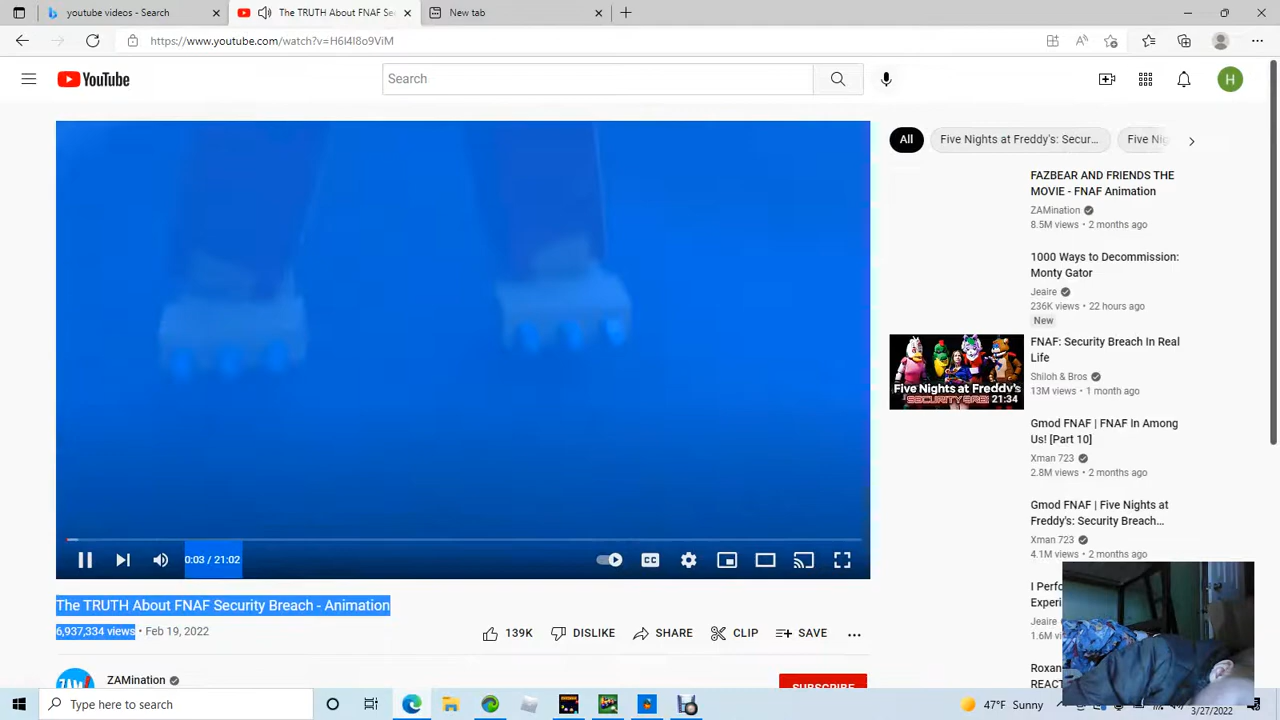 youtube videos - Search
The TRUTH About FNAF Se
New tab
https://www.youtube.com/watch?v=H6I4I8o9ViM
YouTube
Search
H
All
Five Nights at Freddy's: Secur...
Five Nig
FAZBEAR AND FRIENDS THE
MOVIE - FNAF Animation
ZAMination
8.5M views • 2 months ago
1000 Ways to Decommission:
Monty Gator
Jeaire
236K views • 22 hours ago
New
Five Nights at Freddy's
SECURITY
21:34
FNAF: Security Breach In Real
Life
Shiloh & Bros
13M views • 1 month ago
Gmod FNAF | FNAF In Among
Us! [Part 10]
Xman 723
2.8M views • 2 months ago
Gmod FNAF | Five Nights at
Freddy's: Security Breach...
Xman 723
4.1M views • 2 months ago
I Perfo
Experi
Jeaire
1.6M v
Roxan
REACT
0:03 / 21:02
CC
The TRUTH About FNAF Security Breach - Animation
6,937,334 views • Feb 19, 2022
139K
DISLIKE
SHARE
CLIP
SAVE
ZAMination
SUBSCRIBE
Type here to search
47°F Sunny
3/27/2022